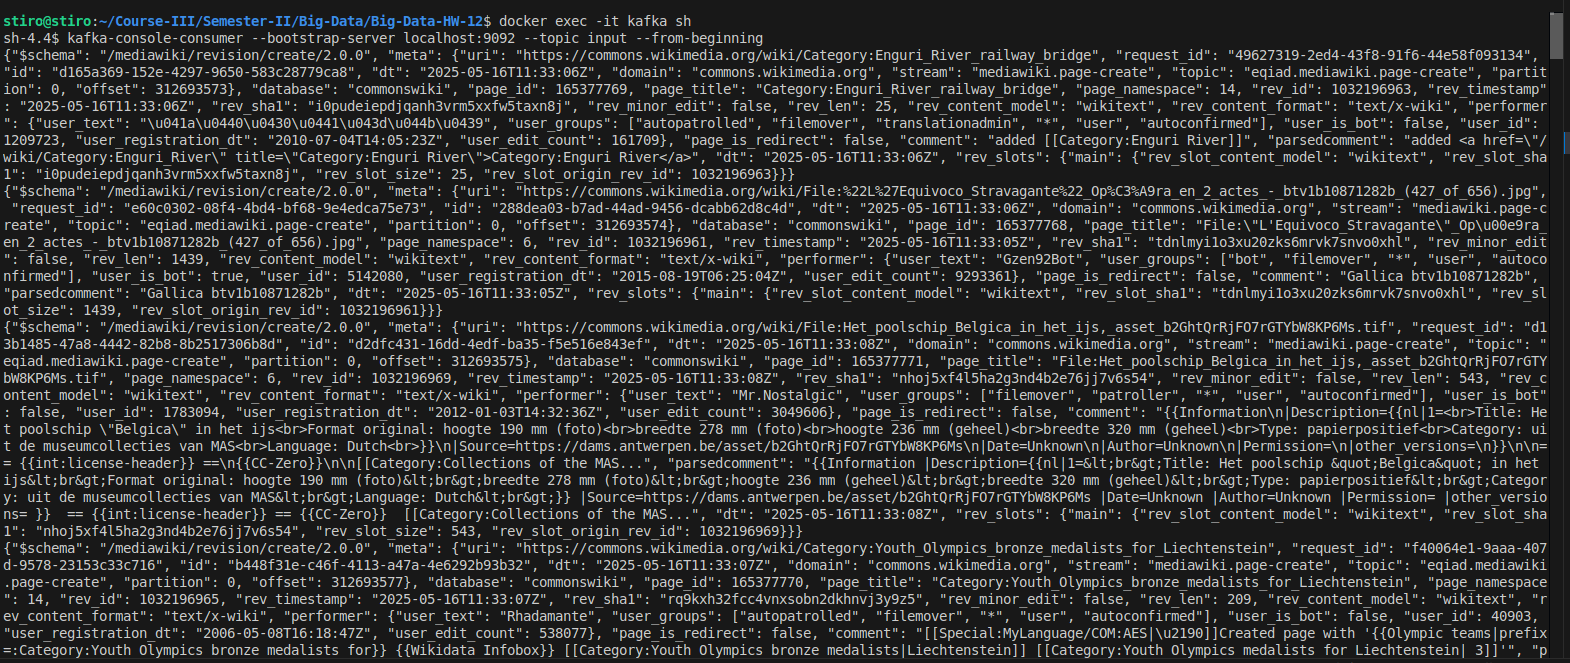 stiro@stiro:~/Course-III/Semester-II/Big-Data/Big-Data-HW-12$ docker exec -it kafka sh
sh-4.4$ kafka-console-consumer --bootstrap-server localhost:9092 --topic input --from-beginning
{"$schema": "/mediawiki/revision/create/2.0.0", "meta": {"uri": "https://commons.wikimedia.org/wiki/Category:Enguri_River_railway_bridge", "request_id": "49627319-2ed4-43f8-91f6-44e58f093134",
"id": "d165a369-152e-4297-9650-583c28779ca8", "dt": "2025-05-16T11:33:06Z", "domain": "commons.wikimedia.org", "stream": "mediawiki.page-create", "topic": "eqiad.mediawiki.page-create", "partit
ion": 0, "offset": 312693573}, "database": "commonswiki", "page_id": 165377769, "page_title": "Category:Enguri_River_railway_bridge", "page_namespace": 14, "rev_id": 1032196963, "rev_timestamp"
: "2025-05-16T11:33:06Z", "rev_sha1": "i0pudeiepdjqanh3vrm5xxfw5taxn8j", "rev_minor_edit": false, "rev_len": 25, "rev_content_model": "wikitext", "rev_content_format": "text/x-wiki", "performer
": {"user_text": "\u041a\u0440\u0430\u0441\u043d\u044b\u0439", "user_groups": ["autopatrolled", "filemover", "translationadmin", "*", "user", "autoconfirmed"], "user_is_bot": false, "user_id":
1209723, "user_registration_dt": "2010-07-04T14:05:23Z", "user_edit_count": 161709}, "page_is_redirect": false, "comment": "added [[Category:Enguri River]]", "parsedcomment": "added <a href=\"/
wiki/Category:Enguri_River\" title=\"Category:Enguri River\">Category:Enguri River</a>", "dt": "2025-05-16T11:33:06Z", "rev_slots": {"main": {"rev_slot_content_model": "wikitext", "rev_slot_sha
1": "i0pudeiepdjqanh3vrm5xxfw5taxn8j", "rev_slot_size": 25, "rev_slot_origin_rev_id": 1032196963}}}
{"$schema": "/mediawiki/revision/create/2.0.0", "meta": {"uri": "https://commons.wikimedia.org/wiki/File:%22L%27Equivoco_Stravagante%22_Op%C3%A9ra_en_2_actes_-_btv1b10871282b_(427_of_656).jpg",
"request_id": "e60c0302-08f4-4bd4-bf68-9e4edca75e73", "id": "288dea03-b7ad-44ad-9456-dcabb62d8c4d", "dt": "2025-05-16T11:33:06Z", "domain": "commons.wikimedia.org", "stream": "mediawiki.page-c
reate", "topic": "eqiad.mediawiki.page-create", "partition": 0, "offset": 312693574}, "database": "commonswiki", "page_id": 165377768, "page_title": "File:\"L'Equivoco_Stravagante\"_Op\u00e9ra_
en_2_actes_-_btv1b10871282b_(427_of_656).jpg", "page_namespace": 6, "rev_id": 1032196961, "rev_timestamp": "2025-05-16T11:33:05Z", "rev_sha1": "tdnlmyi1o3xu20zks6mrvk7snvo0xhl", "rev_minor_edit
": false, "rev_len": 1439, "rev_content_model": "wikitext", "rev_content_format": "text/x-wiki", "performer": {"user_text": "Gzen92Bot", "user_groups": ["bot", "filemover", "*", "user", "autoco
nfirmed"], "user_is_bot": true, "user_id": 5142080, "user_registration_dt": "2015-08-19T06:25:04Z", "user_edit_count": 9293361}, "page_is_redirect": false, "comment": "Gallica btv1b10871282b",
"parsedcomment": "Gallica btv1b10871282b", "dt": "2025-05-16T11:33:05Z", "rev_slots": {"main": {"rev_slot_content_model": "wikitext", "rev_slot_sha1": "tdnlmyi1o3xu20zks6mrvk7snvo0xhl", "rev_sl
ot_size": 1439, "rev_slot_origin_rev_id": 1032196961}}}
{"$schema": "/mediawiki/revision/create/2.0.0", "meta": {"uri": "https://commons.wikimedia.org/wiki/File:Het_poolschip_Belgica_in_het_ijs,_asset_b2GhtQrRjFO7rGTYbW8KP6Ms.tif", "request_id": "d1
3b1485-47a8-4442-82b8-8b2517306b8d", "id": "d2dfc431-16dd-4edf-ba35-f5e516e843ef", "dt": "2025-05-16T11:33:08Z", "domain": "commons.wikimedia.org", "stream": "mediawiki.page-create", "topic": "
eqiad.mediawiki.page-create", "partition": 0, "offset": 312693575}, "database": "commonswiki", "page_id": 165377771, "page_title": "File:Het_poolschip_Belgica_in_het_ijs,_asset_b2GhtQrRjFO7rGTY
bW8KP6Ms.tif", "page_namespace": 6, "rev_id": 1032196969, "rev_timestamp": "2025-05-16T11:33:08Z", "rev_sha1": "nhoj5xf4l5ha2g3nd4b2e76jj7v6s54", "rev_minor_edit": false, "rev_len": 543, "rev_c
ontent_model": "wikitext", "rev_content_format": "text/x-wiki", "performer": {"user_text": "Mr.Nostalgic", "user_groups": ["filemover", "patroller", "*", "user", "autoconfirmed"], "user_is_bot"
: false, "user_id": 1783094, "user_registration_dt": "2012-01-03T14:32:36Z", "user_edit_count": 3049606}, "page_is_redirect": false, "comment": "{{Information\n|Description={{nl|1=<br>Title: He
t poolschip \"Belgica\" in het ijs<br>Format original: hoogte 190 mm (foto)<br>breedte 278 mm (foto)<br>hoogte 236 mm (geheel)<br>breedte 320 mm (geheel)<br>Type: papierpositief<br>Category: ui
t de museumcollecties van MAS<br>Language: Dutch<br>}}\n|Source=https://dams.antwerpen.be/asset/b2GhtQrRjFO7rGTYbW8KP6Ms\n|Date=Unknown\n|Author=Unknown\n|Permission=\n|other_versions=\n}}\n\n=
= {{int:license-header}} ==\n{{CC-Zero}}\n\n[[Category:Collections of the MAS...", "parsedcomment": "{{Information |Description={{nl|1=&lt;br&gt;Title: Het poolschip &quot;Belgica&quot; in het
ijs&lt;br&gt;Format original: hoogte 190 mm (foto)&lt;br&gt;breedte 278 mm (foto)&lt;br&gt;hoogte 236 mm (geheel)&lt;br&gt;breedte 320 mm (geheel)&lt;br&gt;Type: papierpositief&lt;br&gt;Categor
y: uit de museumcollecties van MAS&lt;br&gt;Language: Dutch&lt;br&gt;}} |Source=https://dams.antwerpen.be/asset/b2GhtQrRjFO7rGTYbW8KP6Ms |Date=Unknown |Author=Unknown |Permission= |other_versio
ns= }}  == {{int:license-header}} == {{CC-Zero}}  [[Category:Collections of the MAS...", "dt": "2025-05-16T11:33:08Z", "rev_slots": {"main": {"rev_slot_content_model": "wikitext", "rev_slot_sha
1": "nhoj5xf4l5ha2g3nd4b2e76jj7v6s54", "rev_slot_size": 543, "rev_slot_origin_rev_id": 1032196969}}}
{"$schema": "/mediawiki/revision/create/2.0.0", "meta": {"uri": "https://commons.wikimedia.org/wiki/Category:Youth_Olympics_bronze_medalists_for_Liechtenstein", "request_id": "f40064e1-9aaa-407
d-9578-23153c33c716", "id": "b448f31e-c46f-4113-a47a-4e6292b93b32", "dt": "2025-05-16T11:33:07Z", "domain": "commons.wikimedia.org", "stream": "mediawiki.page-create", "topic": "eqiad.mediawiki
.page-create", "partition": 0, "offset": 312693577}, "database": "commonswiki", "page_id": 165377770, "page_title": "Category:Youth_Olympics_bronze_medalists_for_Liechtenstein", "page_namespace
": 14, "rev_id": 1032196965, "rev_timestamp": "2025-05-16T11:33:07Z", "rev_sha1": "rq9kxh32fcc4vnxsobn2dkhnvj3y9z5", "rev_minor_edit": false, "rev_len": 209, "rev_content_model": "wikitext", "r
ev_content_format": "text/x-wiki", "performer": {"user_text": "Rhadamante", "user_groups": ["autopatrolled", "filemover", "*", "user", "autoconfirmed"], "user_is_bot": false, "user_id": 40903,
"user_registration_dt": "2006-05-08T16:18:47Z", "user_edit_count": 538077}, "page_is_redirect": false, "comment": "[[Special:MyLanguage/COM:AES|\u2190]]Created page with '{{Olympic teams|prefix
=:Category:Youth Olympics bronze medalists for}} {{Wikidata Infobox}} [[Category:Youth Olympics bronze medalists|Liechtenstein]] [[Category:Youth Olympics medalists for Liechtenstein| 3]]'", "p